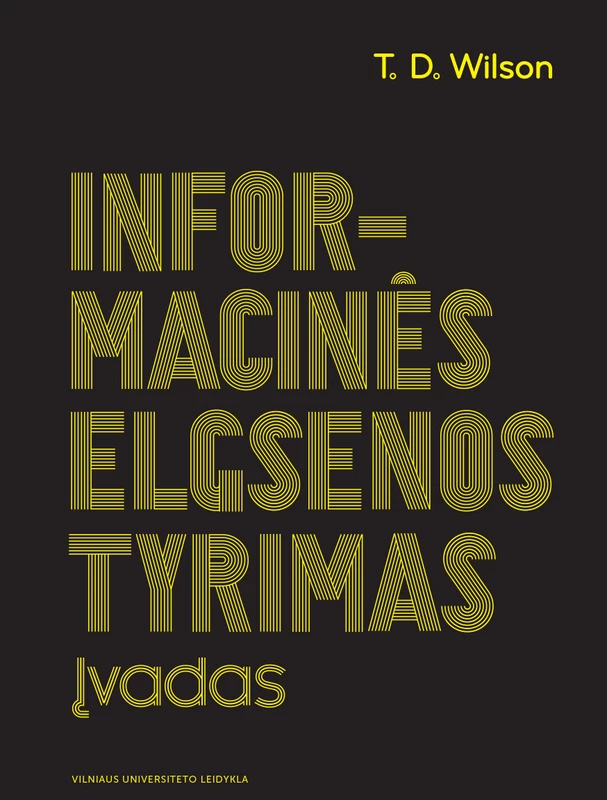 T. D. Wilson
INFOR-
MACINĖS
ELGSENOS
TYRIMAS
Įvadas
VILNIAUS UNIVERSITETO LEIDYKLA